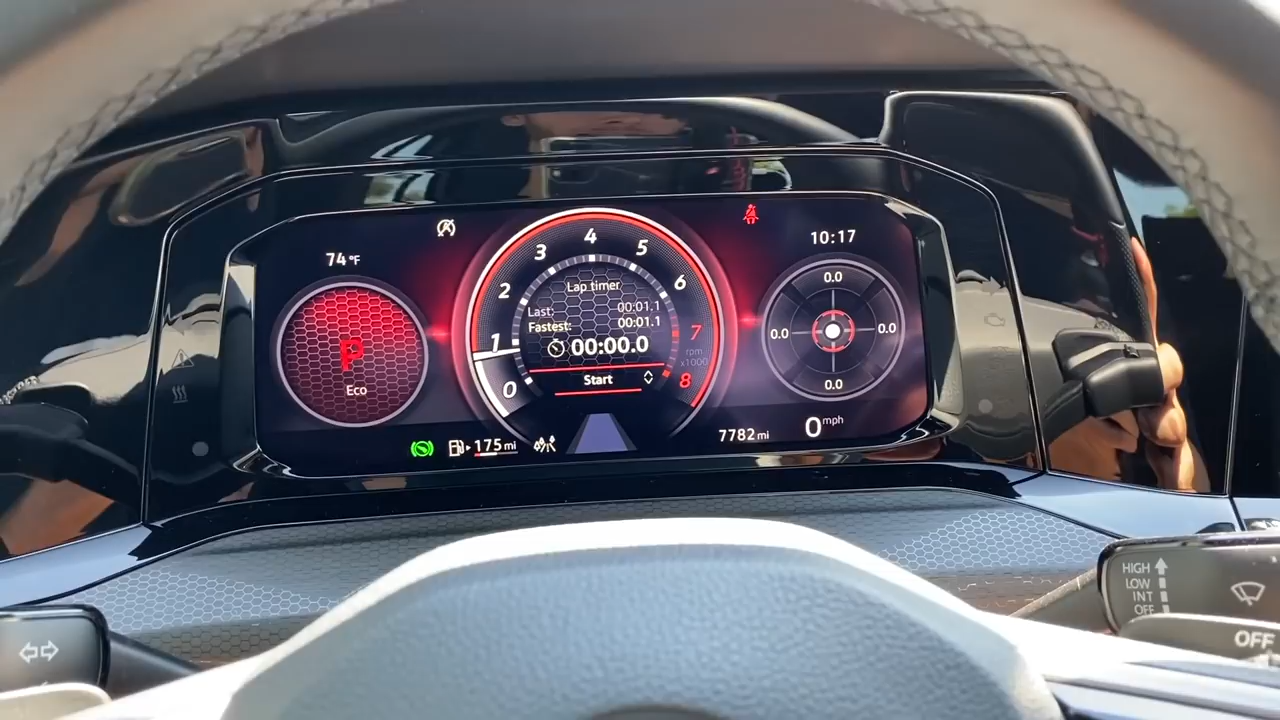 74°F
10:17
0
1
2
3
4
5
6
7
8
rpm
x1000
Lap timer
Last: 00:01.1
Fastest: 00:01.1
00:00.0
Start
P
Eco
0.0
0.0
0.0
0.0
175 mi
7782 mi
0 mph
HIGH
LOW
INT
OFF
OFF